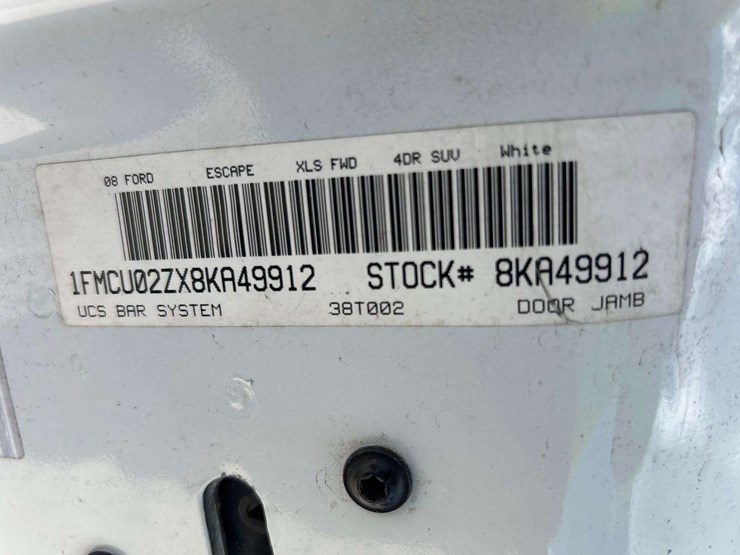 08 FORD ESCAPE XLS FWD 4DR SUV White
1FMCU02ZX8KA49912 STOCK# 8KA49912
UCS BAR SYSTEM 38T002 DOOR JAMB